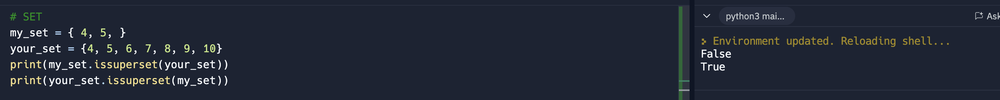 # SET
my_set = { 4, 5, }
your_set = {4, 5, 6, 7, 8, 9, 10}
print(my_set.issuperset(your_set))
print(your_set.issuperset(my_set))
python3 mai...
Ask
Environment updated. Reloading shell...
False
True